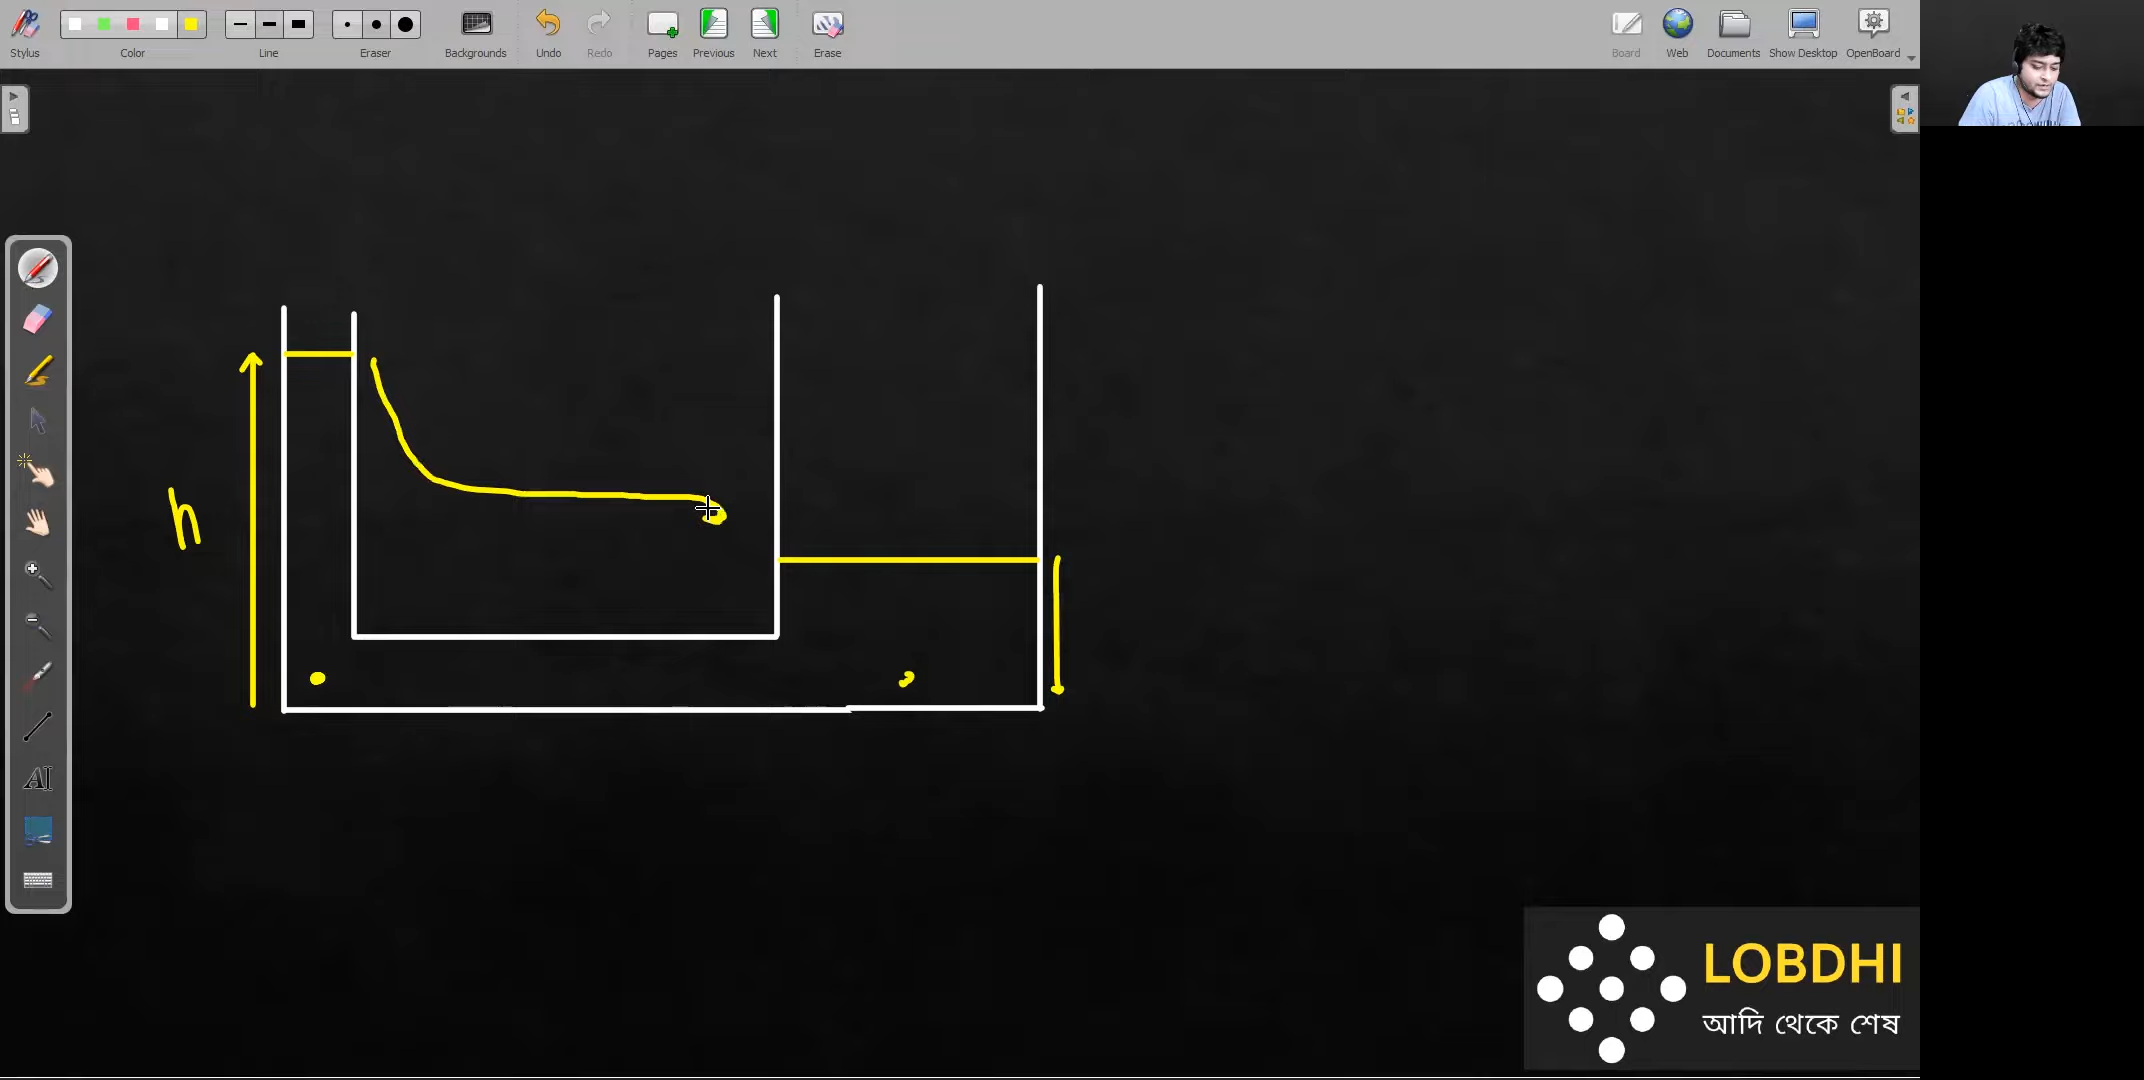 Stylus
Color
Line
Eraser
Backgrounds
Undo
Redo
Pages
Previous
Next
Erase
Board
Web
Documents
Show Desktop
OpenBoard
h
AI
LOBDHI
আদি থেকে শেষ